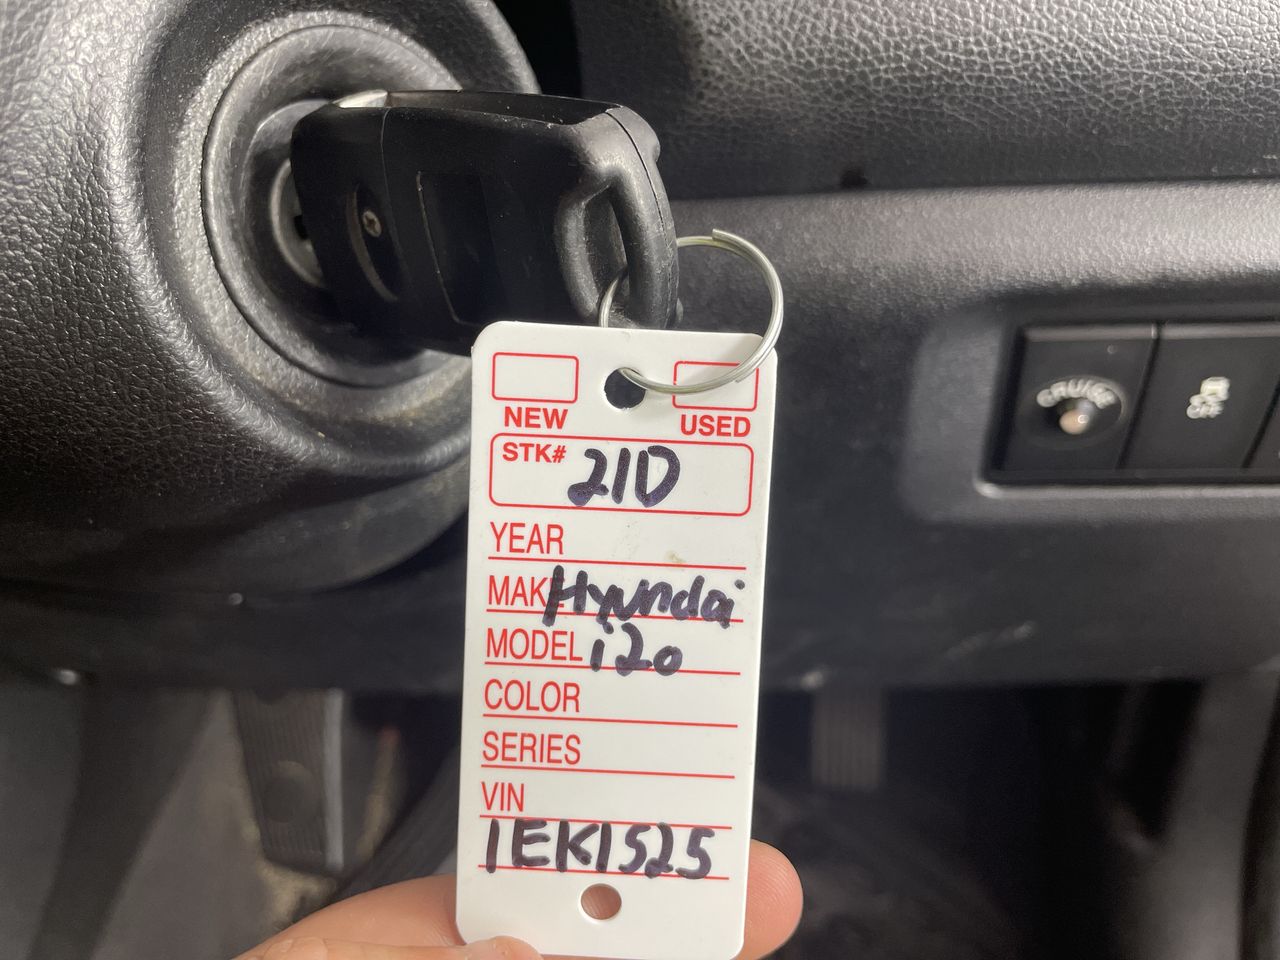 NEW USED
STK# 21D
YEAR
MAKE Hyundai
MODEL i20
COLOR
SERIES
VIN
1EK1525
CRUISE